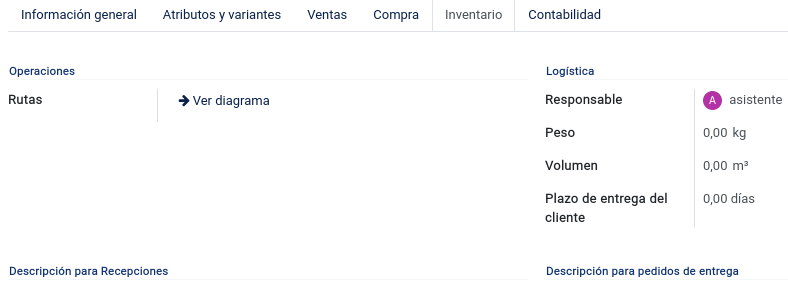 Información general Atributos y variantes Ventas Compra Inventario Contabilidad
Operaciones
Rutas
Ver diagrama
Logística
Responsable A asistente
Peso 0,00 kg
Volumen 0,00 m³
Plazo de entrega del 0,00 días
cliente
Descripción para Recepciones
Descripción para pedidos de entrega